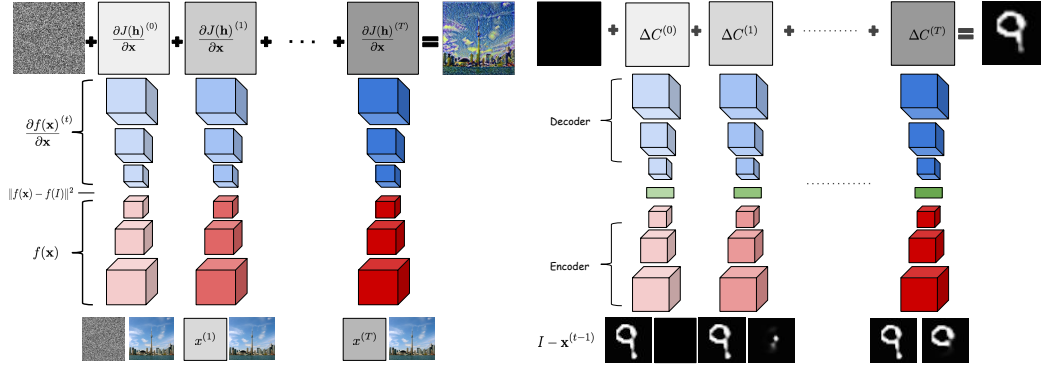 + ∂J(h)/∂x ^(0) + ∂J(h)/∂x ^(1) + · · · + ∂J(h)/∂x ^(T) =
∂f(x)/∂x ^(t)
‖f(x) − f(I)‖²
f(x)
x^(1) x^(T)
+ ΔC^(0) + ΔC^(1) + ············ + ΔC^(T) =
Decoder
············
Encoder
I − x^(t−1)